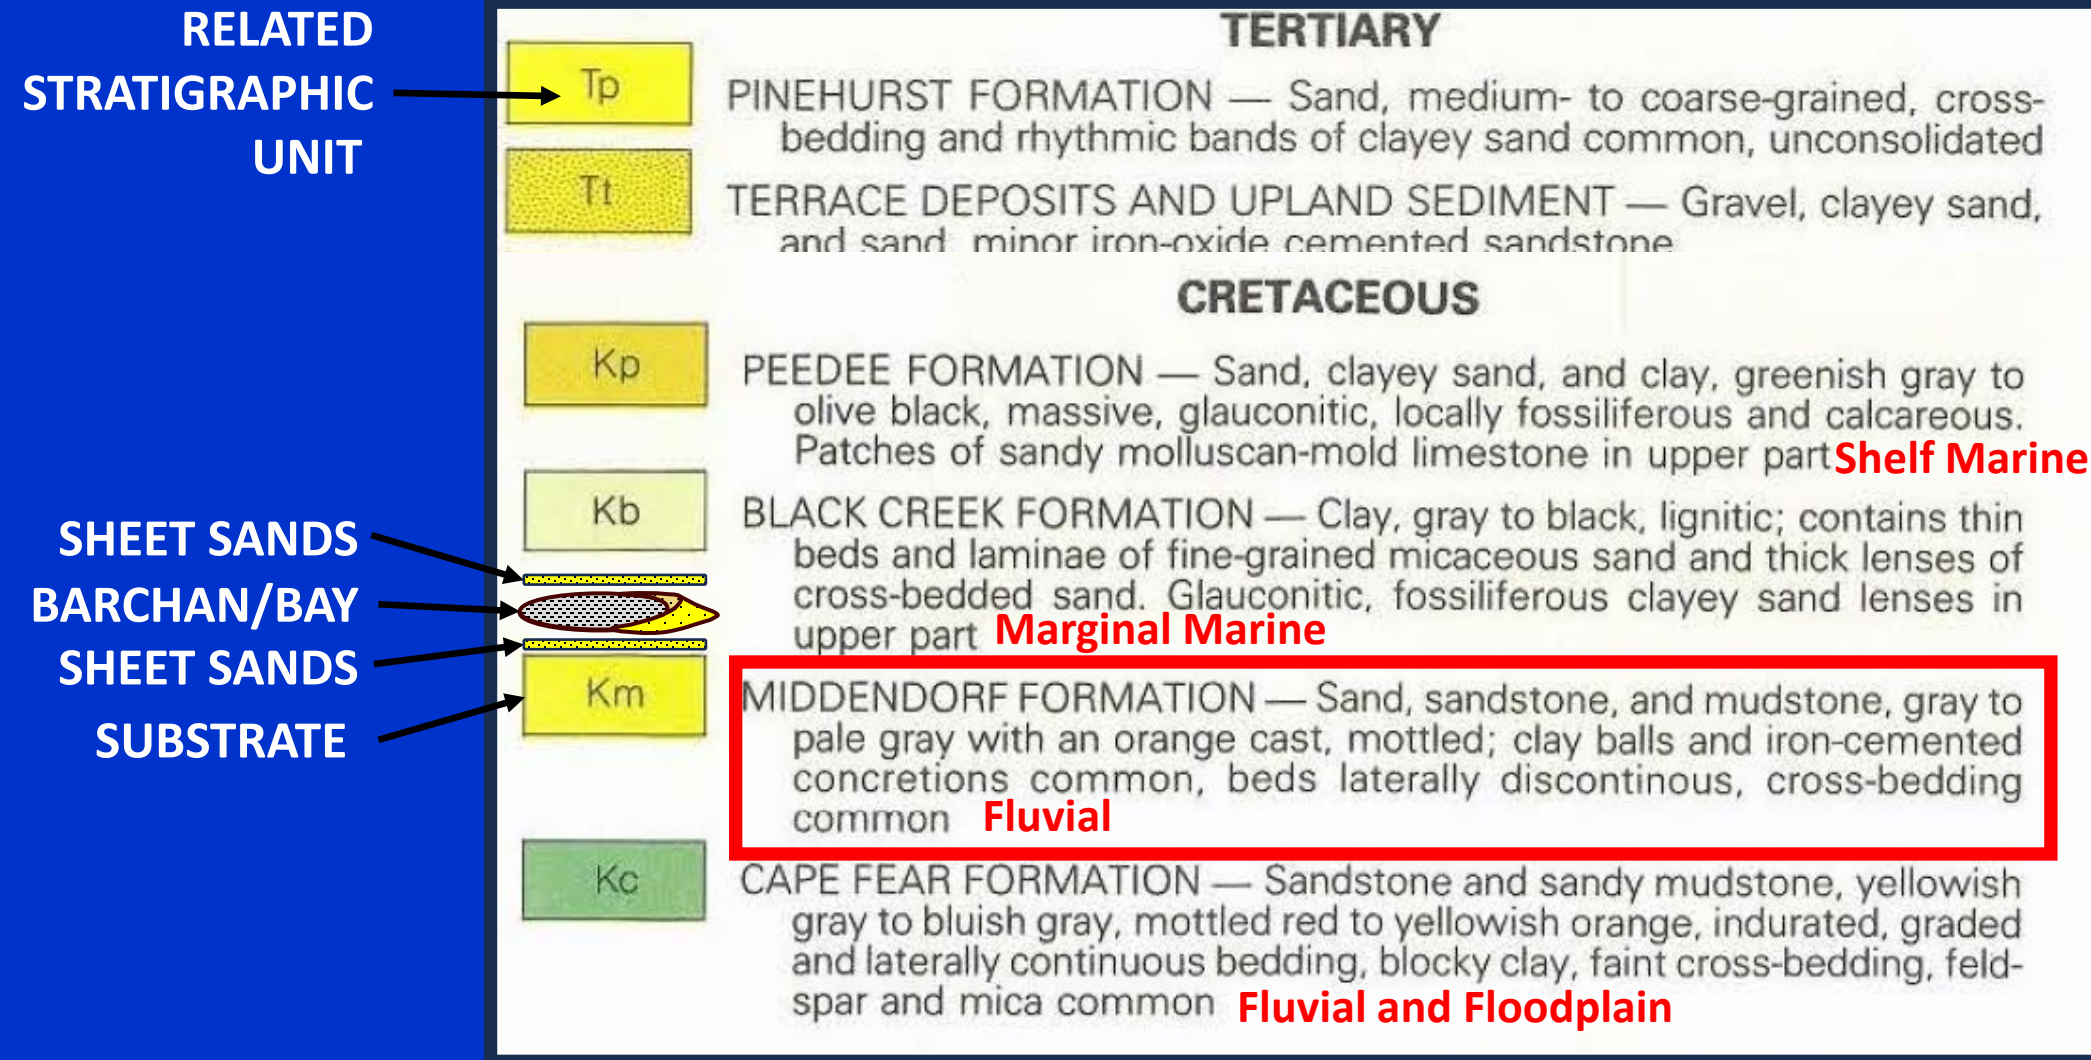 RELATED
STRATIGRAPHIC
UNIT
TERTIARY
Tp
PINEHURST FORMATION — Sand, medium- to coarse-grained, cross-
bedding and rhythmic bands of clayey sand common, unconsolidated
Tt
TERRACE DEPOSITS AND UPLAND SEDIMENT — Gravel, clayey sand,
and sand, minor iron-oxide cemented sandstone
CRETACEOUS
Kp
PEEDEE FORMATION — Sand, clayey sand, and clay, greenish gray to
olive black, massive, glauconitic, locally fossiliferous and calcareous.
Patches of sandy molluscan-mold limestone in upper part Shelf Marine
Kb
BLACK CREEK FORMATION — Clay, gray to black, lignitic; contains thin
beds and laminae of fine-grained micaceous sand and thick lenses of
cross-bedded sand. Glauconitic, fossiliferous clayey sand lenses in
upper part Marginal Marine
SHEET SANDS
BARCHAN/BAY
SHEET SANDS
SUBSTRATE
Km
MIDDENDORF FORMATION — Sand, sandstone, and mudstone, gray to
pale gray with an orange cast, mottled; clay balls and iron-cemented
concretions common, beds laterally discontinous, cross-bedding
common Fluvial
Kc
CAPE FEAR FORMATION — Sandstone and sandy mudstone, yellowish
gray to bluish gray, mottled red to yellowish orange, indurated, graded
and laterally continuous bedding, blocky clay, faint cross-bedding, feld-
spar and mica common Fluvial and Floodplain